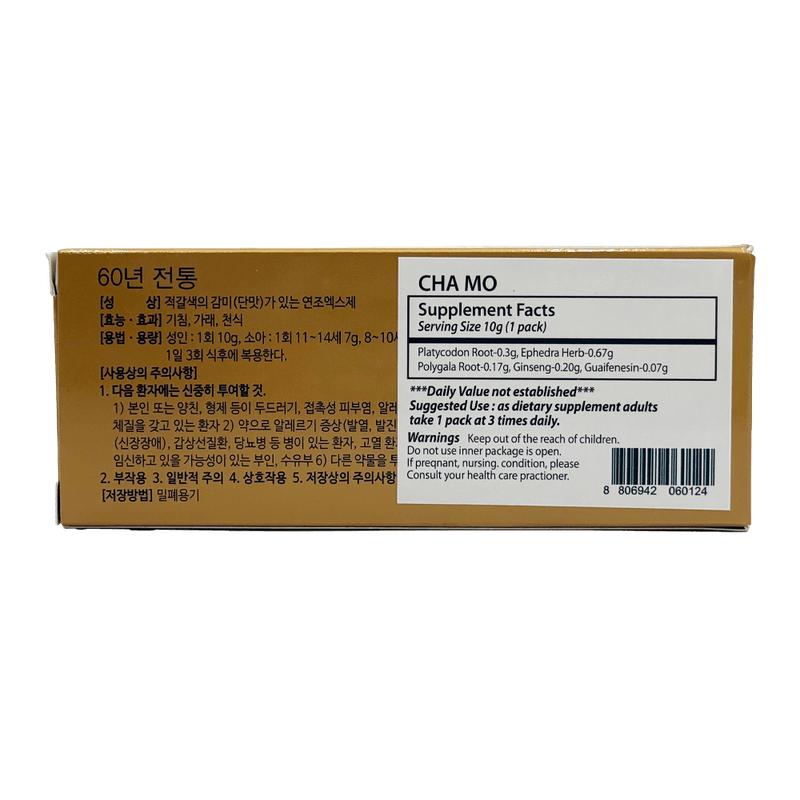 60년 전통
[성 상] 적갈색의 감미(단맛)가 있는 연조엑스제
[효능·효과] 기침, 가래, 천식
[용법·용량] 성인 : 1회 10g, 소아 : 1회 11~14세 7g, 8~10세
1일 3회 식후에 복용한다.
[사용상의 주의사항]
1. 다음 환자에는 신중히 투여할 것.
1) 본인 또는 양친, 형제 등이 두드러기, 접촉성 피부염, 알레
체질을 갖고 있는 환자 2) 약으로 알레르기 증상(발열, 발진
(신장장애), 갑상선질환, 당뇨병 등 병이 있는 환자, 고열 환
임신하고 있을 가능성이 있는 부인, 수유부 6) 다른 약물을 투
2. 부작용 3. 일반적 주의 4. 상호작용 5. 저장상의 주의사항
[저장방법] 밀폐용기
CHA MO
Supplement Facts
Serving Size 10g (1 pack)
Platycodon Root-0.3g, Ephedra Herb-0.67g
Polygala Root-0.17g, Ginseng-0.20g, Guaifenesin-0.07g
***Daily Value not established***
Suggested Use : as dietary supplement adults
take 1 pack at 3 times daily.
Warnings Keep out of the reach of children.
Do not use inner package is open.
If preqnant, nursing. condition, please
Consult your health care practioner.
8 806942 060124